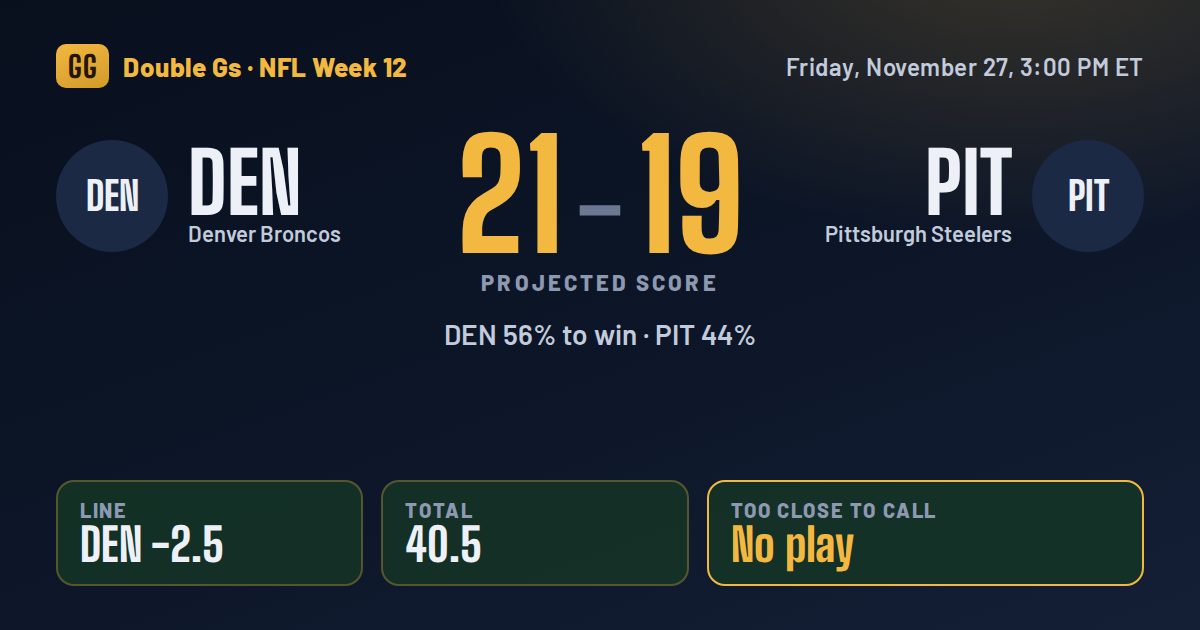 GG Double Gs · NFL Week 12
Friday, November 27, 3:00 PM ET
DEN
DEN
Denver Broncos
21 – 19
PROJECTED SCORE
DEN 56% to win · PIT 44%
PIT
Pittsburgh Steelers
PIT
LINE
DEN −2.5
TOTAL
40.5
TOO CLOSE TO CALL
No play